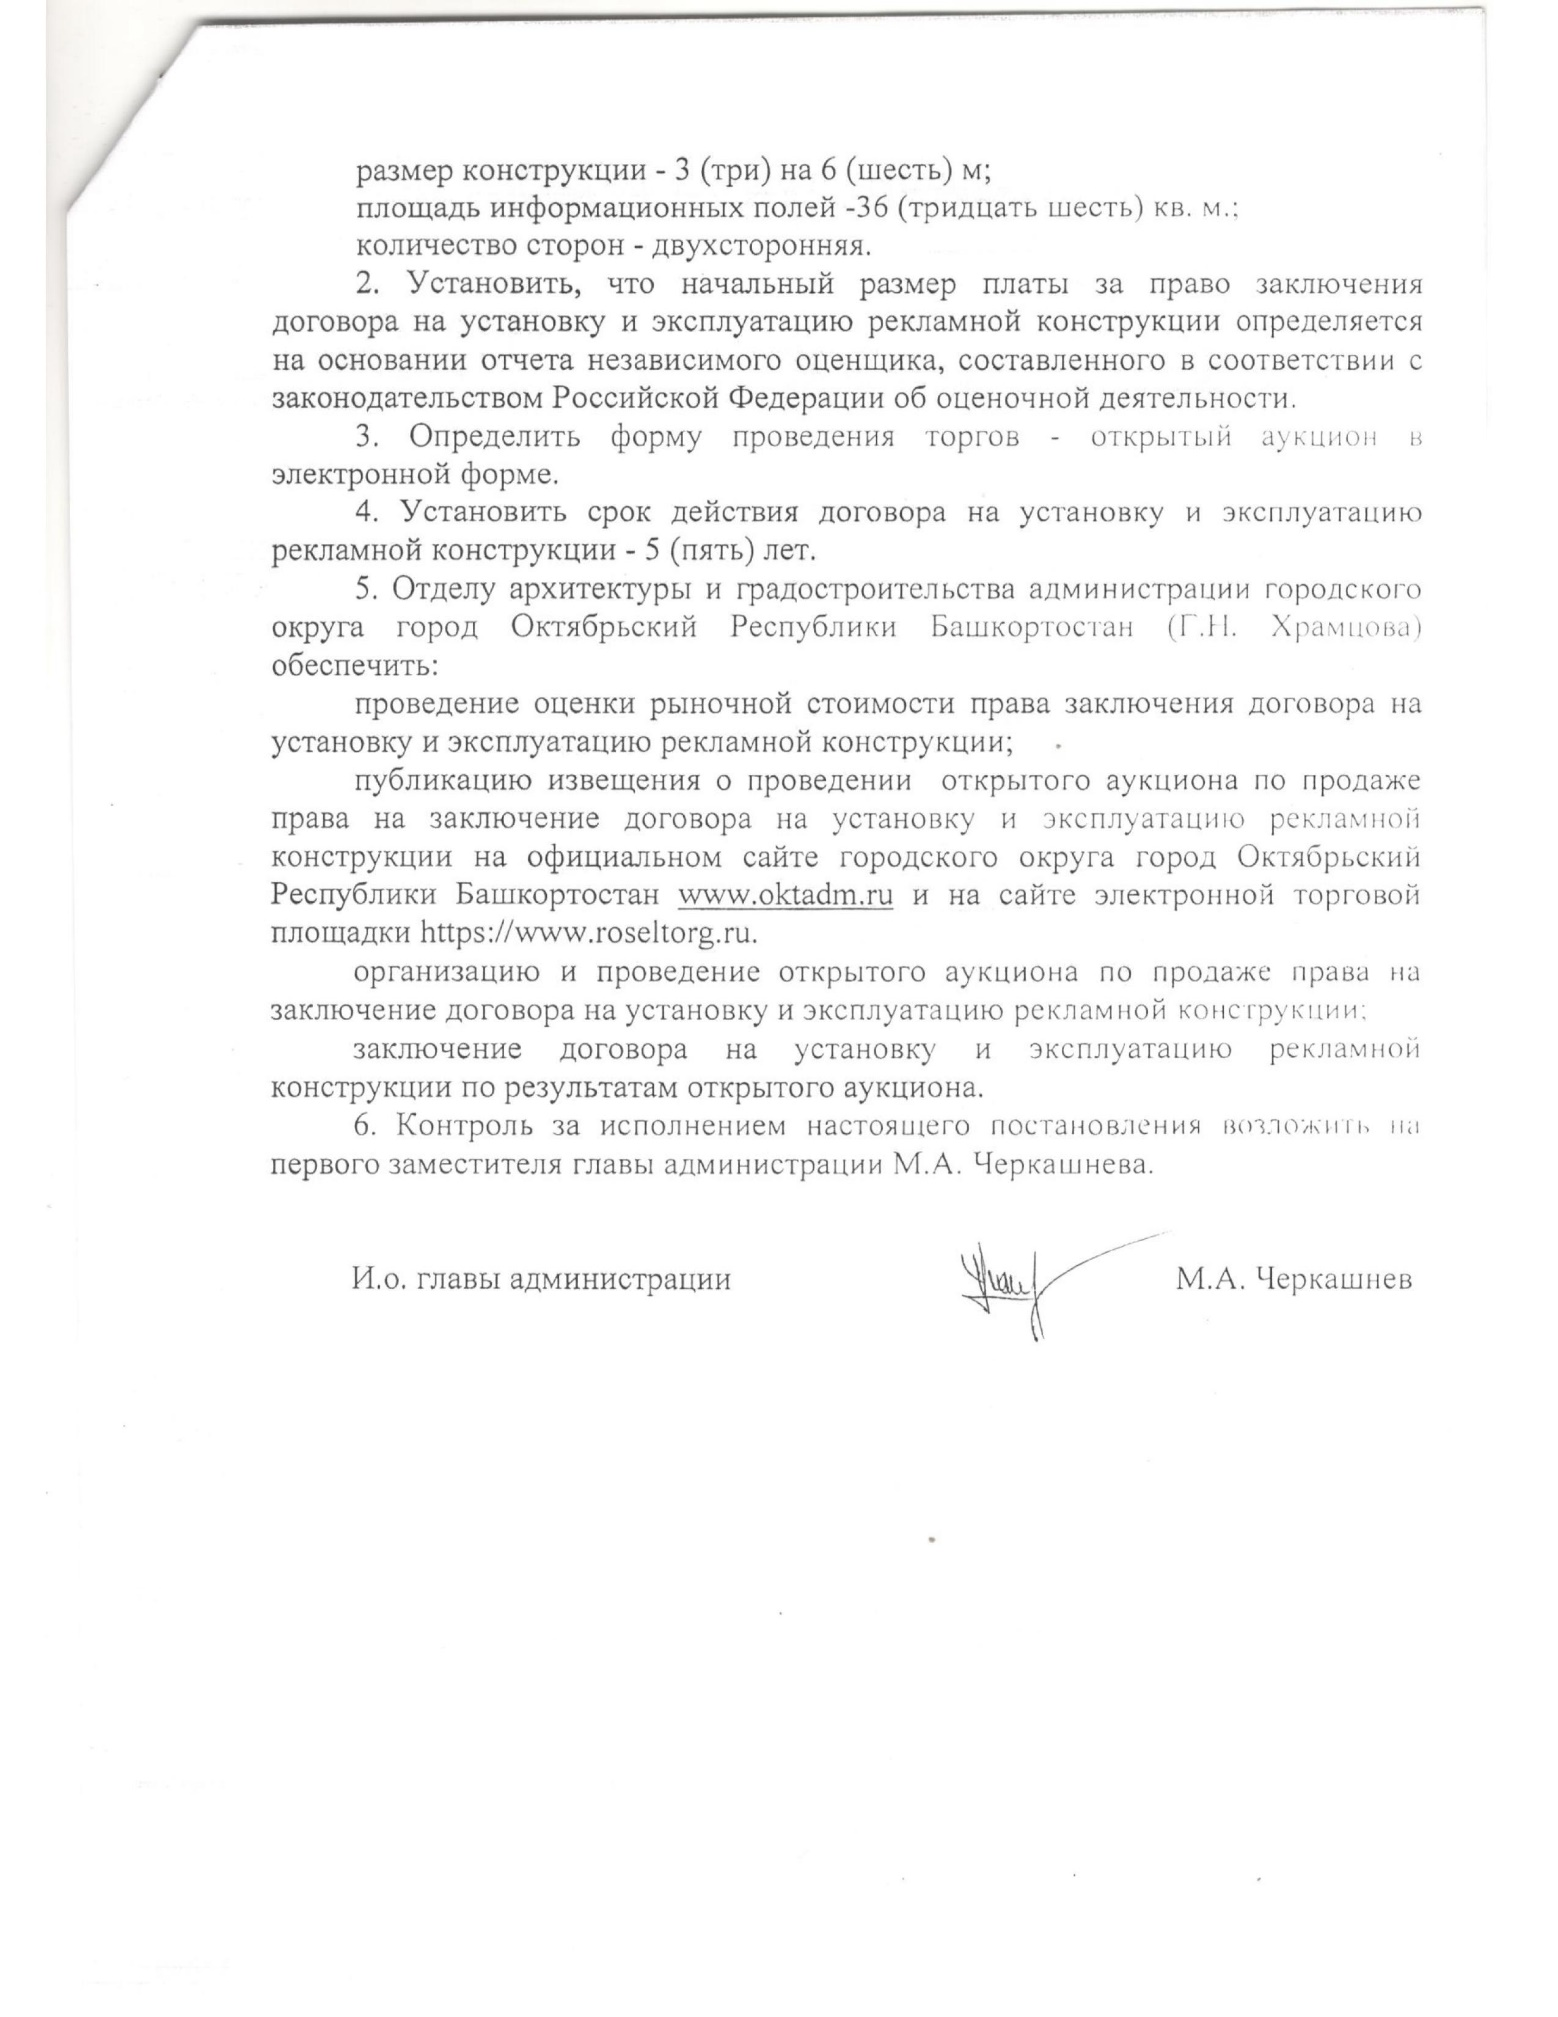 размер конструкции - 3 (три) на 6 (шесть) м;
площадь информационных полей -36 (тридцать шесть) кв. м.;
количество сторон - двухсторонняя.
2. Установить, что начальный размер платы за право заключения
договора на установку и эксплуатацию рекламной конструкции определяется
на основании отчета независимого оценщика, составленного в соответствии с
законодательством Российской Федерации об оценочной деятельности.
3. Определить форму проведения торгов - открытый аукцион в
электронной форме.
4. Установить срок действия договора на установку и эксплуатацию
рекламной конструкции - 5 (пять) лет.
5. Отделу архитектуры и градостроительства администрации городского
округа город Октябрьский Республики Башкортостан (Г.Н. Храмцова)
обеспечить:
проведение оценки рыночной стоимости права заключения договора на
установку и эксплуатацию рекламной конструкции;
публикацию извещения о проведении открытого аукциона по продаже
права на заключение договора на установку и эксплуатацию рекламной
конструкции на официальном сайте городского округа город Октябрьский
Республики Башкортостан www.oktadm.ru и на сайте электронной торговой
площадки https://www.roseltorg.ru.
организацию и проведение открытого аукциона по продаже права на
заключение договора на установку и эксплуатацию рекламной конструкции;
заключение договора на установку и эксплуатацию рекламной
конструкции по результатам открытого аукциона.
6. Контроль за исполнением настоящего постановления возложить на
первого заместителя главы администрации М.А. Черкашнева.
И.о. главы администрации М.А. Черкашнев